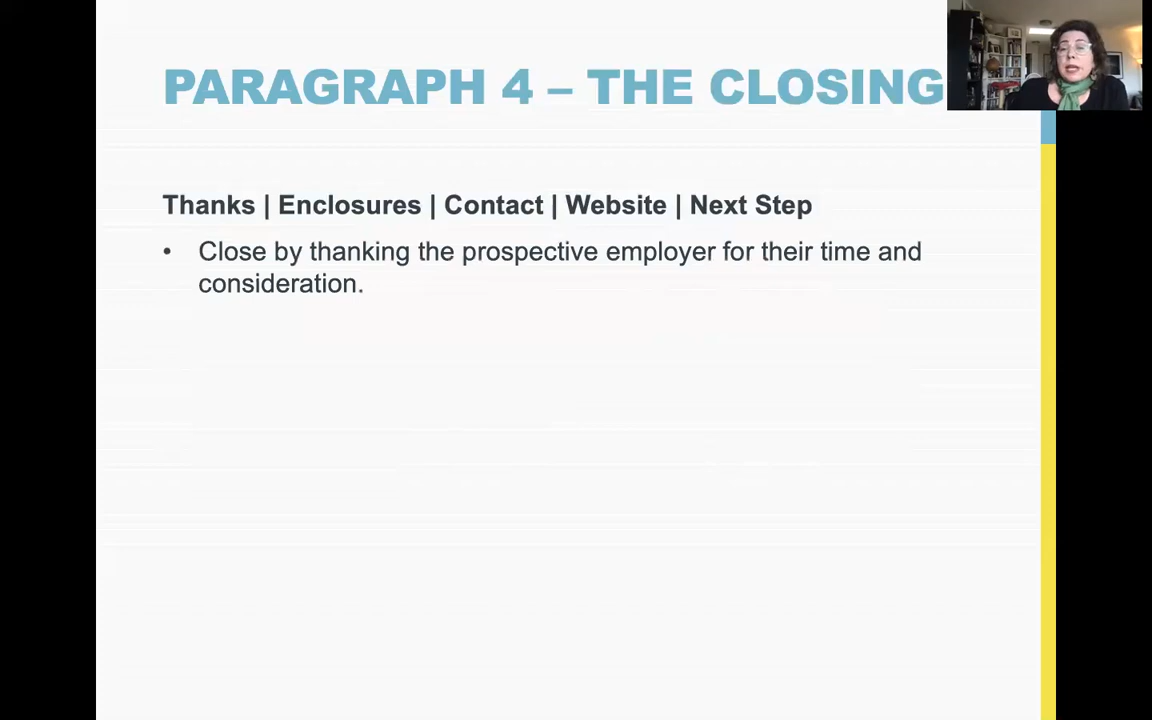 PARAGRAPH 4 – THE CLOSING
Thanks | Enclosures | Contact | Website | Next Step
• Close by thanking the prospective employer for their time and
consideration.